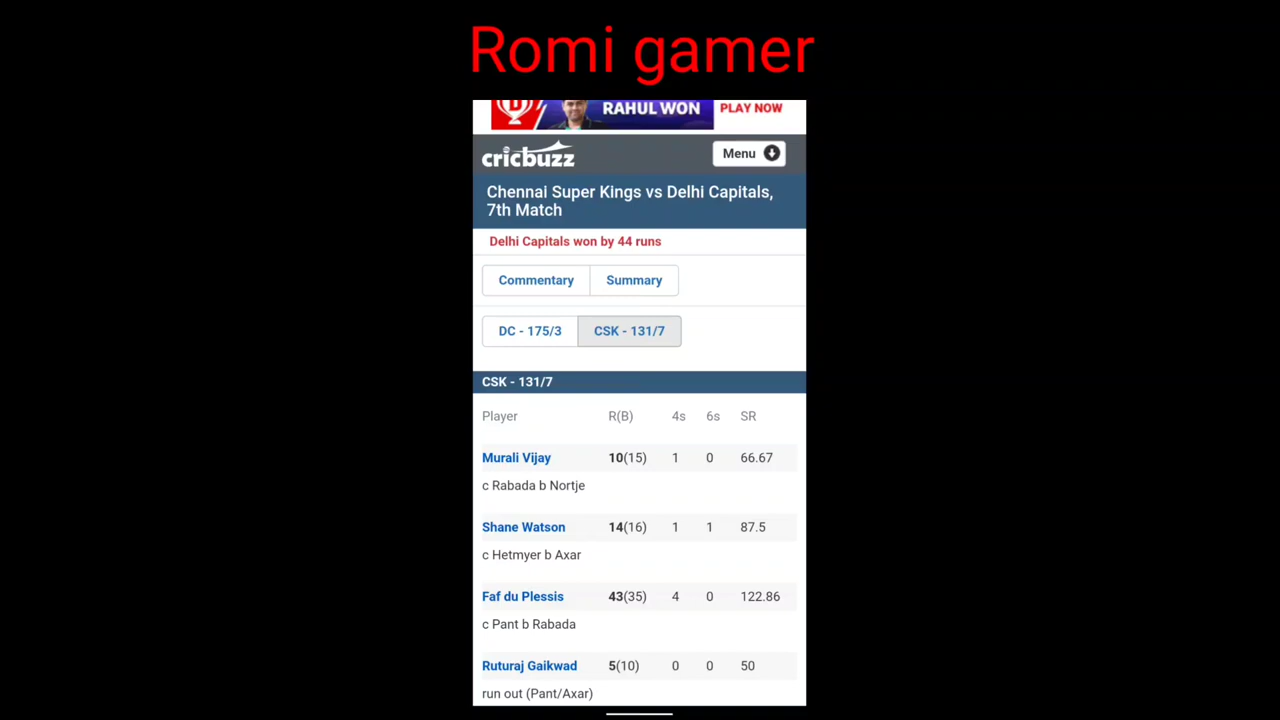 Romi gamer
RAHUL WON PLAY NOW
cricbuzz Menu
Chennai Super Kings vs Delhi Capitals,
7th Match
Delhi Capitals won by 44 runs
Commentary Summary
DC - 175/3 CSK - 131/7
CSK - 131/7
Player R(B) 4s 6s SR
Murali Vijay 10(15) 1 0 66.67
c Rabada b Nortje
Shane Watson 14(16) 1 1 87.5
c Hetmyer b Axar
Faf du Plessis 43(35) 4 0 122.86
c Pant b Rabada
Ruturaj Gaikwad 5(10) 0 0 50
run out (Pant/Axar)